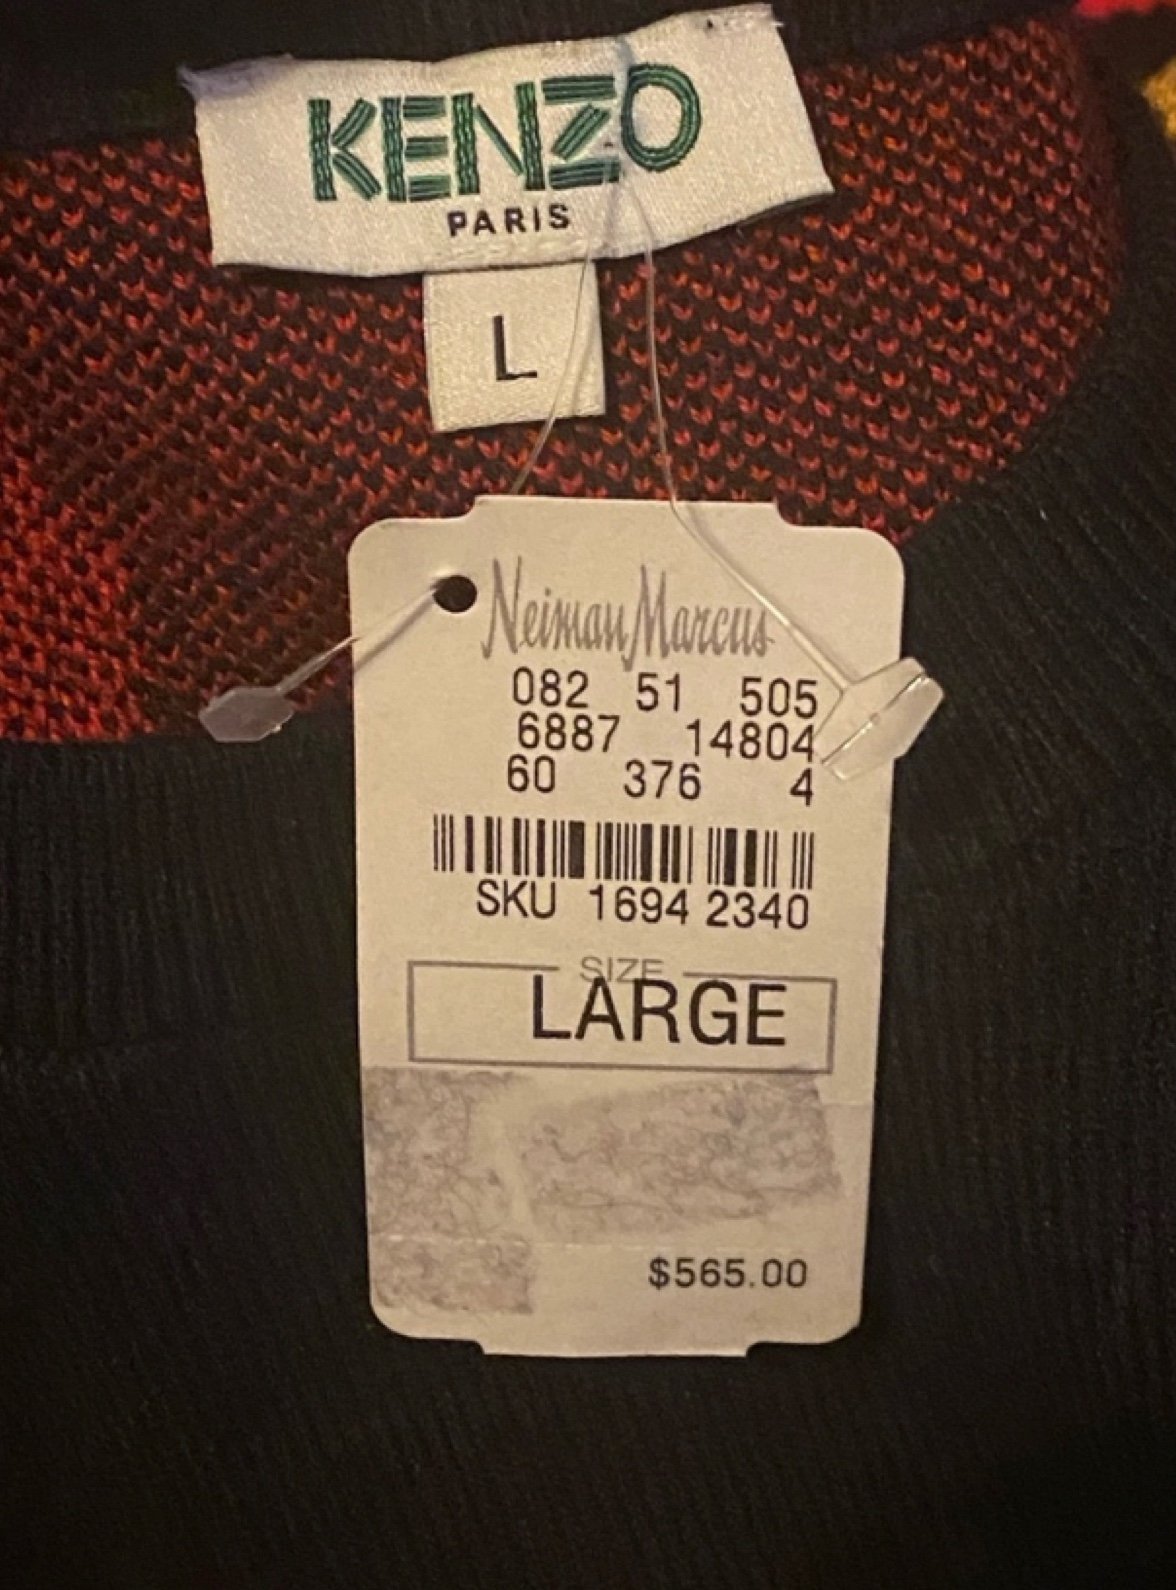 KENZO
PARIS
L
Neiman Marcus
082 51 505
6887 14804
60 376 4
SKU 1694 2340
SIZE
LARGE
$565.00